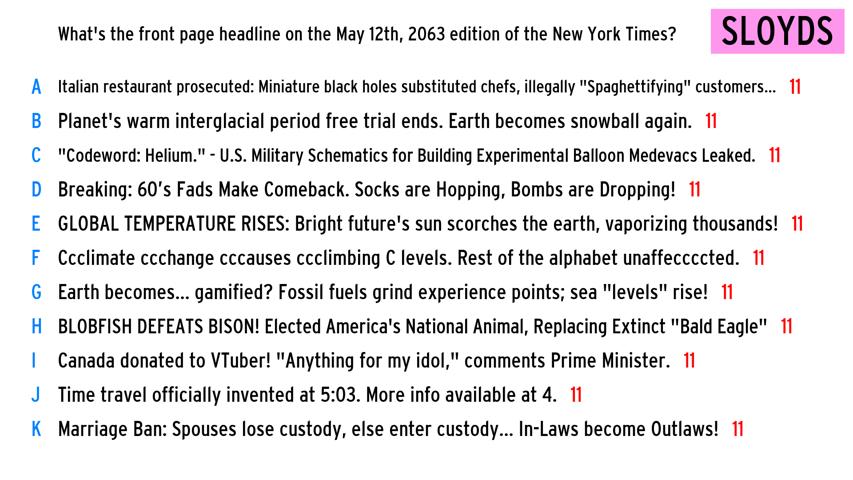 What's the front page headline on the May 12th, 2063 edition of the New York Times?
SLOYDS
A Italian restaurant prosecuted: Miniature black holes substituted chefs, illegally "Spaghettifying" customers... 11
B Planet's warm interglacial period free trial ends. Earth becomes snowball again. 11
C "Codeword: Helium." - U.S. Military Schematics for Building Experimental Balloon Medevacs Leaked. 11
D Breaking: 60's Fads Make Comeback. Socks are Hopping, Bombs are Dropping! 11
E GLOBAL TEMPERATURE RISES: Bright future's sun scorches the earth, vaporizing thousands! 11
F Ccclimate ccchange cccauses ccclimbing C levels. Rest of the alphabet unaffecccted. 11
G Earth becomes... gamified? Fossil fuels grind experience points; sea "levels" rise! 11
H BLOBFISH DEFEATS BISON! Elected America's National Animal, Replacing Extinct "Bald Eagle" 11
I Canada donated to VTuber! "Anything for my idol," comments Prime Minister. 11
J Time travel officially invented at 5:03. More info available at 4. 11
K Marriage Ban: Spouses lose custody, else enter custody... In-Laws become Outlaws! 11